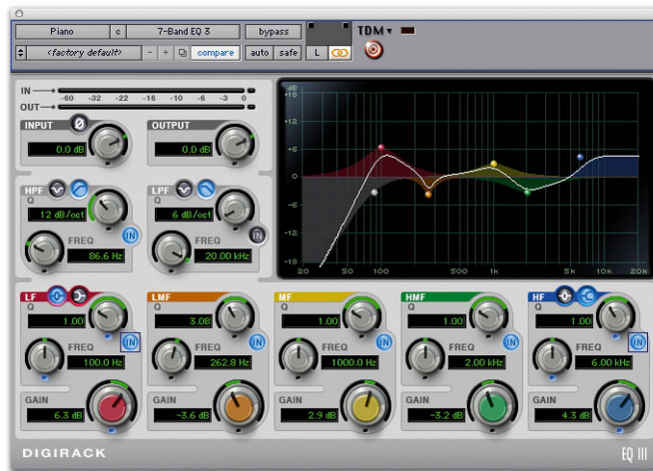 Piano c 7-Band EQ 3 bypass TDM
<factory default> - + compare auto safe L
IN
-60 -32 -22 -16 -10 -6 -3 0
OUT
INPUT Ø OUTPUT
0.0 dB 0.0 dB
HPF LPF
Q Q
12 dB/oct 6 dB/oct
IN IN
FREQ FREQ
86.6 Hz 20.00 kHz
dB
+18
+12
+6
0
-6
-12
-18
20 50 100 500 1k 5k 10k 20k
LF LMF MF HMF HF
Q Q Q Q Q
1.00 3.08 1.00 1.00 1.00
IN IN IN IN IN
FREQ FREQ FREQ FREQ FREQ
100.0 Hz 262.8 Hz 1000.0 Hz 2.00 kHz 6.00 kHz
GAIN GAIN GAIN GAIN GAIN
6.3 dB -3.6 dB 2.9 dB -3.2 dB 4.3 dB
DIGIRACK EQ III